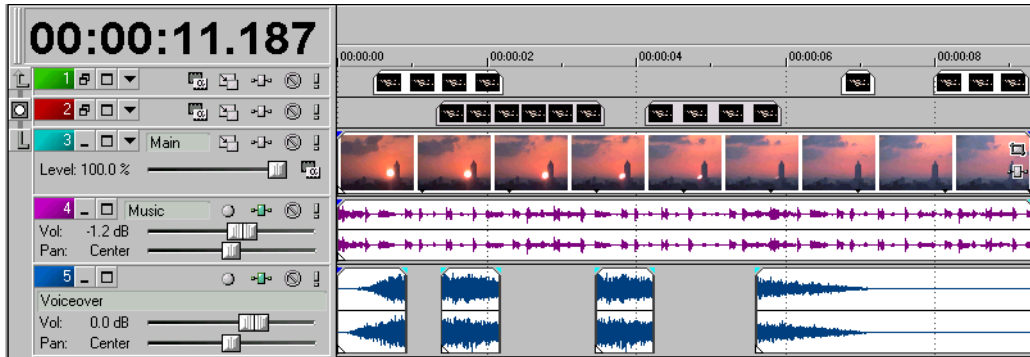 00:00:11.187
00:00:00 00:00:02 00:00:04 00:00:06 00:00:08
1
2
3 Main
Level: 100.0 %
4 Music
Vol: -1.2 dB
Pan: Center
5
Voiceover
Vol: 0.0 dB
Pan: Center